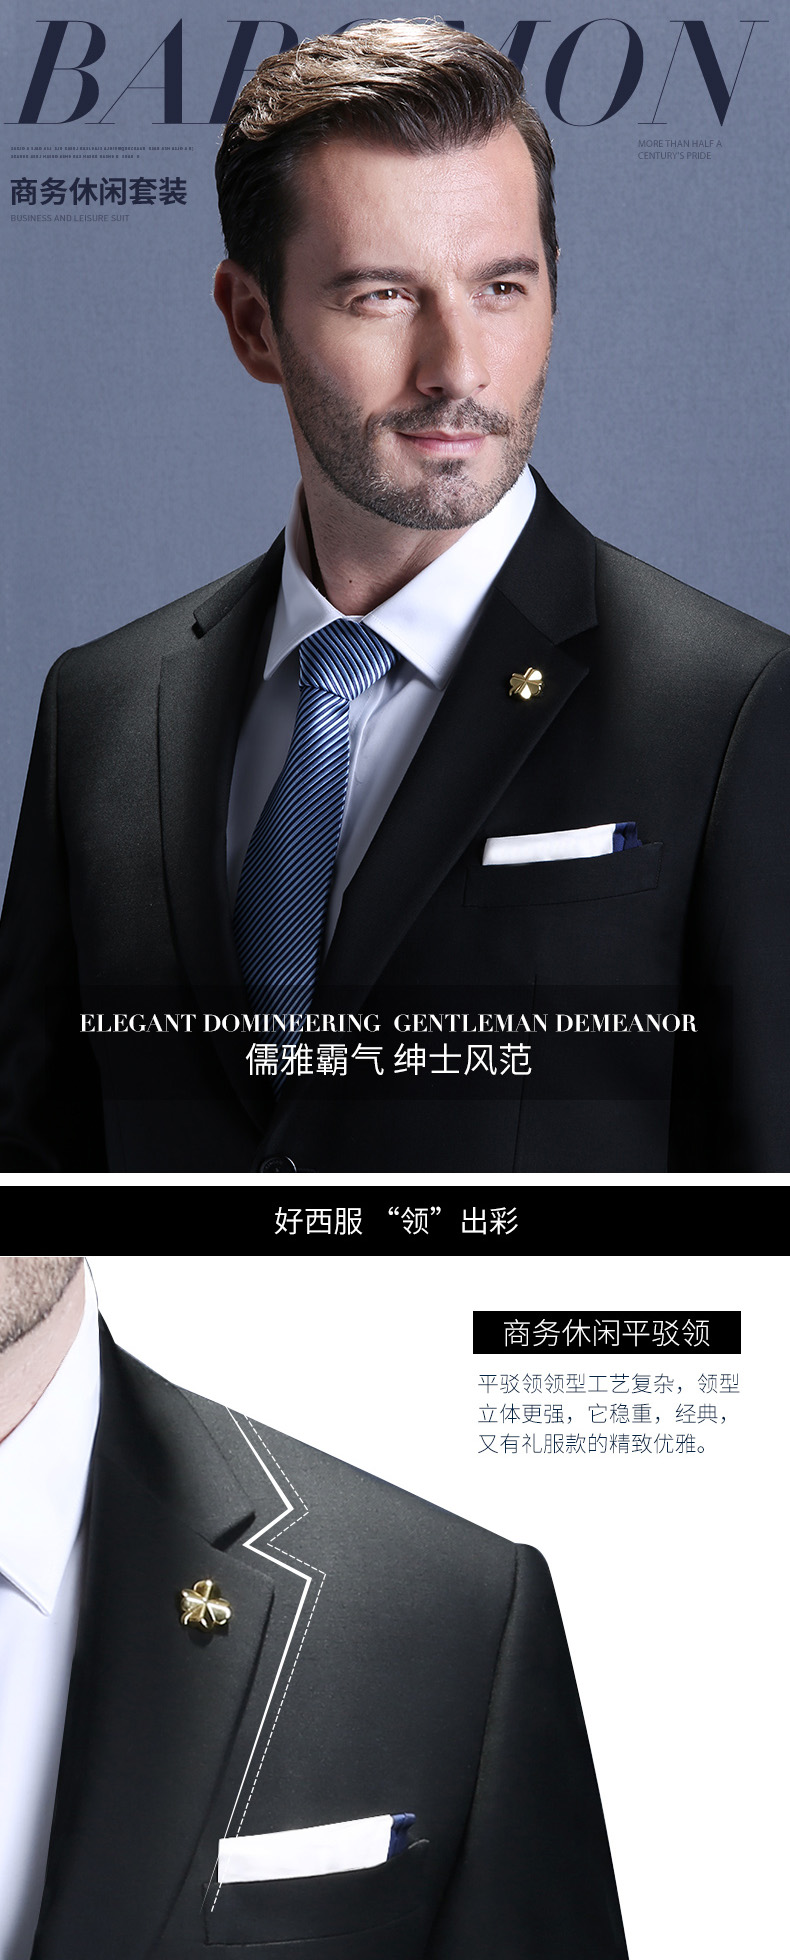 MORE THAN HALF A
CENTURY'S PRIDE
商务休闲套装
BUSINESS AND LEISURE SUIT
ELEGANT DOMINEERING GENTLEMAN DEMEANOR
儒雅霸气 绅士风范
好西服 “领”出彩
商务休闲平驳领
平驳领领型工艺复杂，领型
立体更强，它稳重，经典，
又有礼服款的精致优雅。